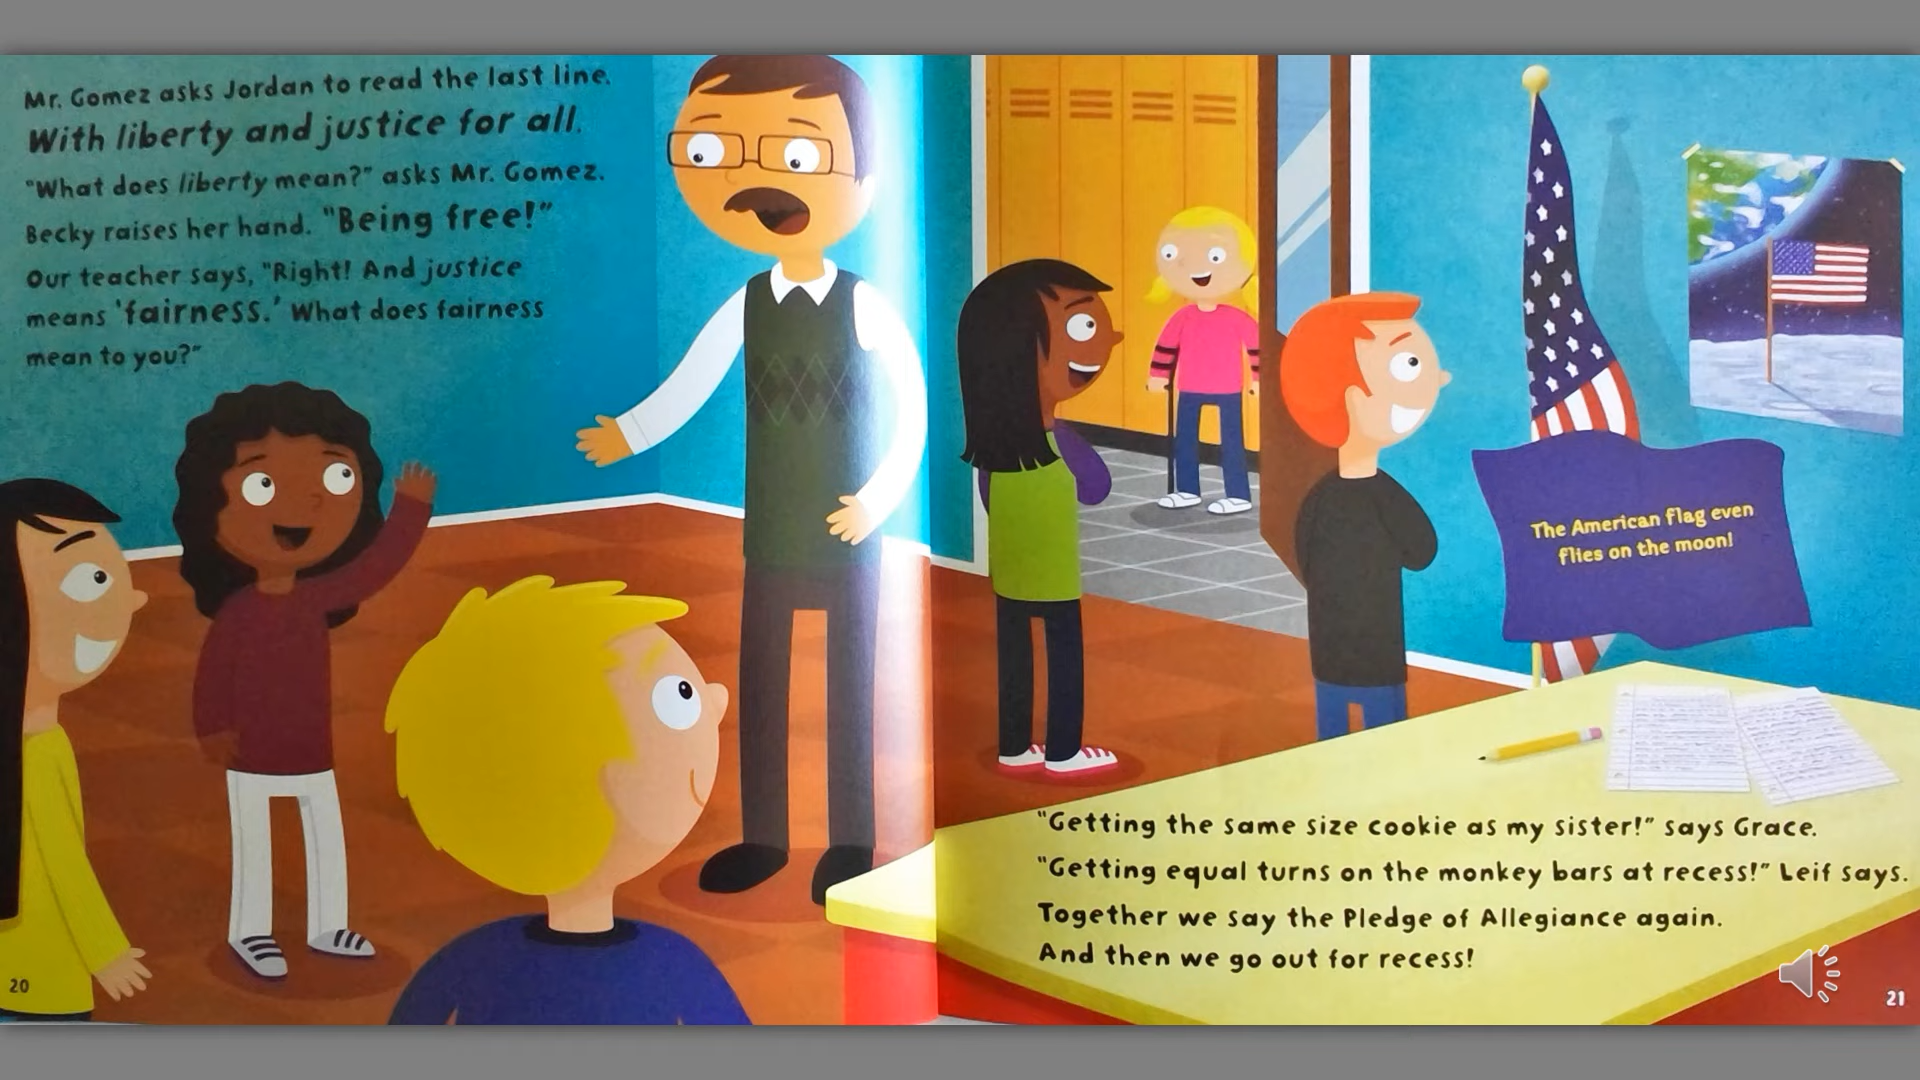 Mr. Gomez asks Jordan to read the last line.
With liberty and justice for all.
"What does liberty mean?" asks Mr. Gomez.
Becky raises her hand. "Being free!"
Our teacher says, "Right! And justice
means 'fairness.' What does fairness
mean to you?"
20
The American flag even
flies on the moon!
"Getting the same size cookie as my sister!" says Grace.
"Getting equal turns on the monkey bars at recess!" Leif says.
Together we say the Pledge of Allegiance again.
And then we go out for recess!
21